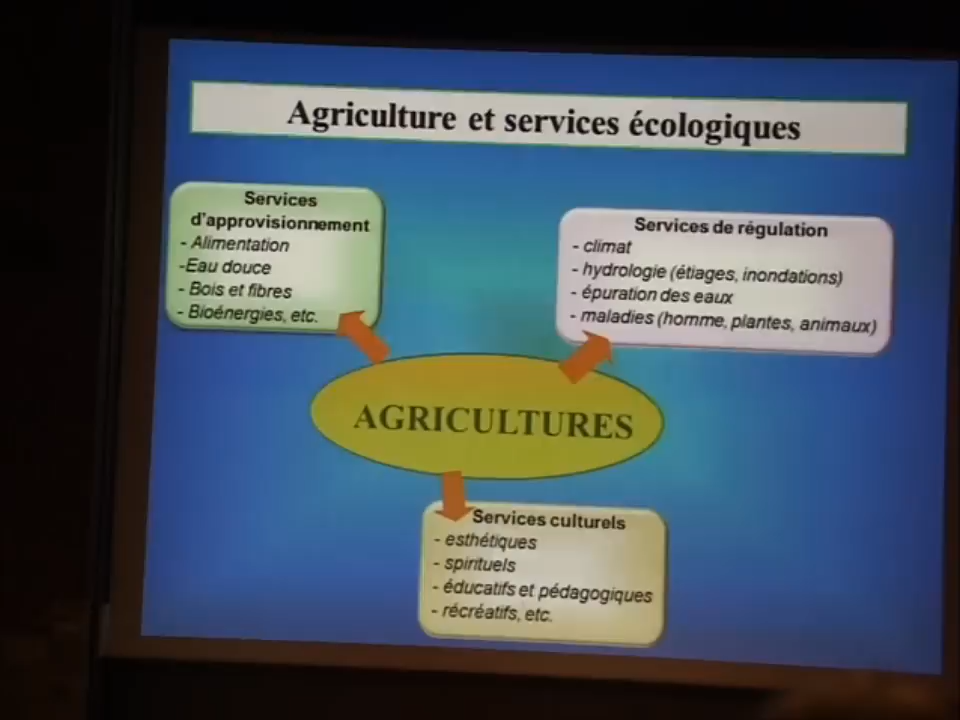 Agriculture et services écologiques
Services
d'approvisionnement
- Alimentation
-Eau douce
- Bois et fibres
- Bioénergies, etc.
Services de régulation
- climat
- hydrologie (étiages, inondations)
- épuration des eaux
- maladies (homme, plantes, animaux)
AGRICULTURES
Services culturels
- esthétiques
- spirituels
- éducatifs et pédagogiques
- récréatifs, etc.